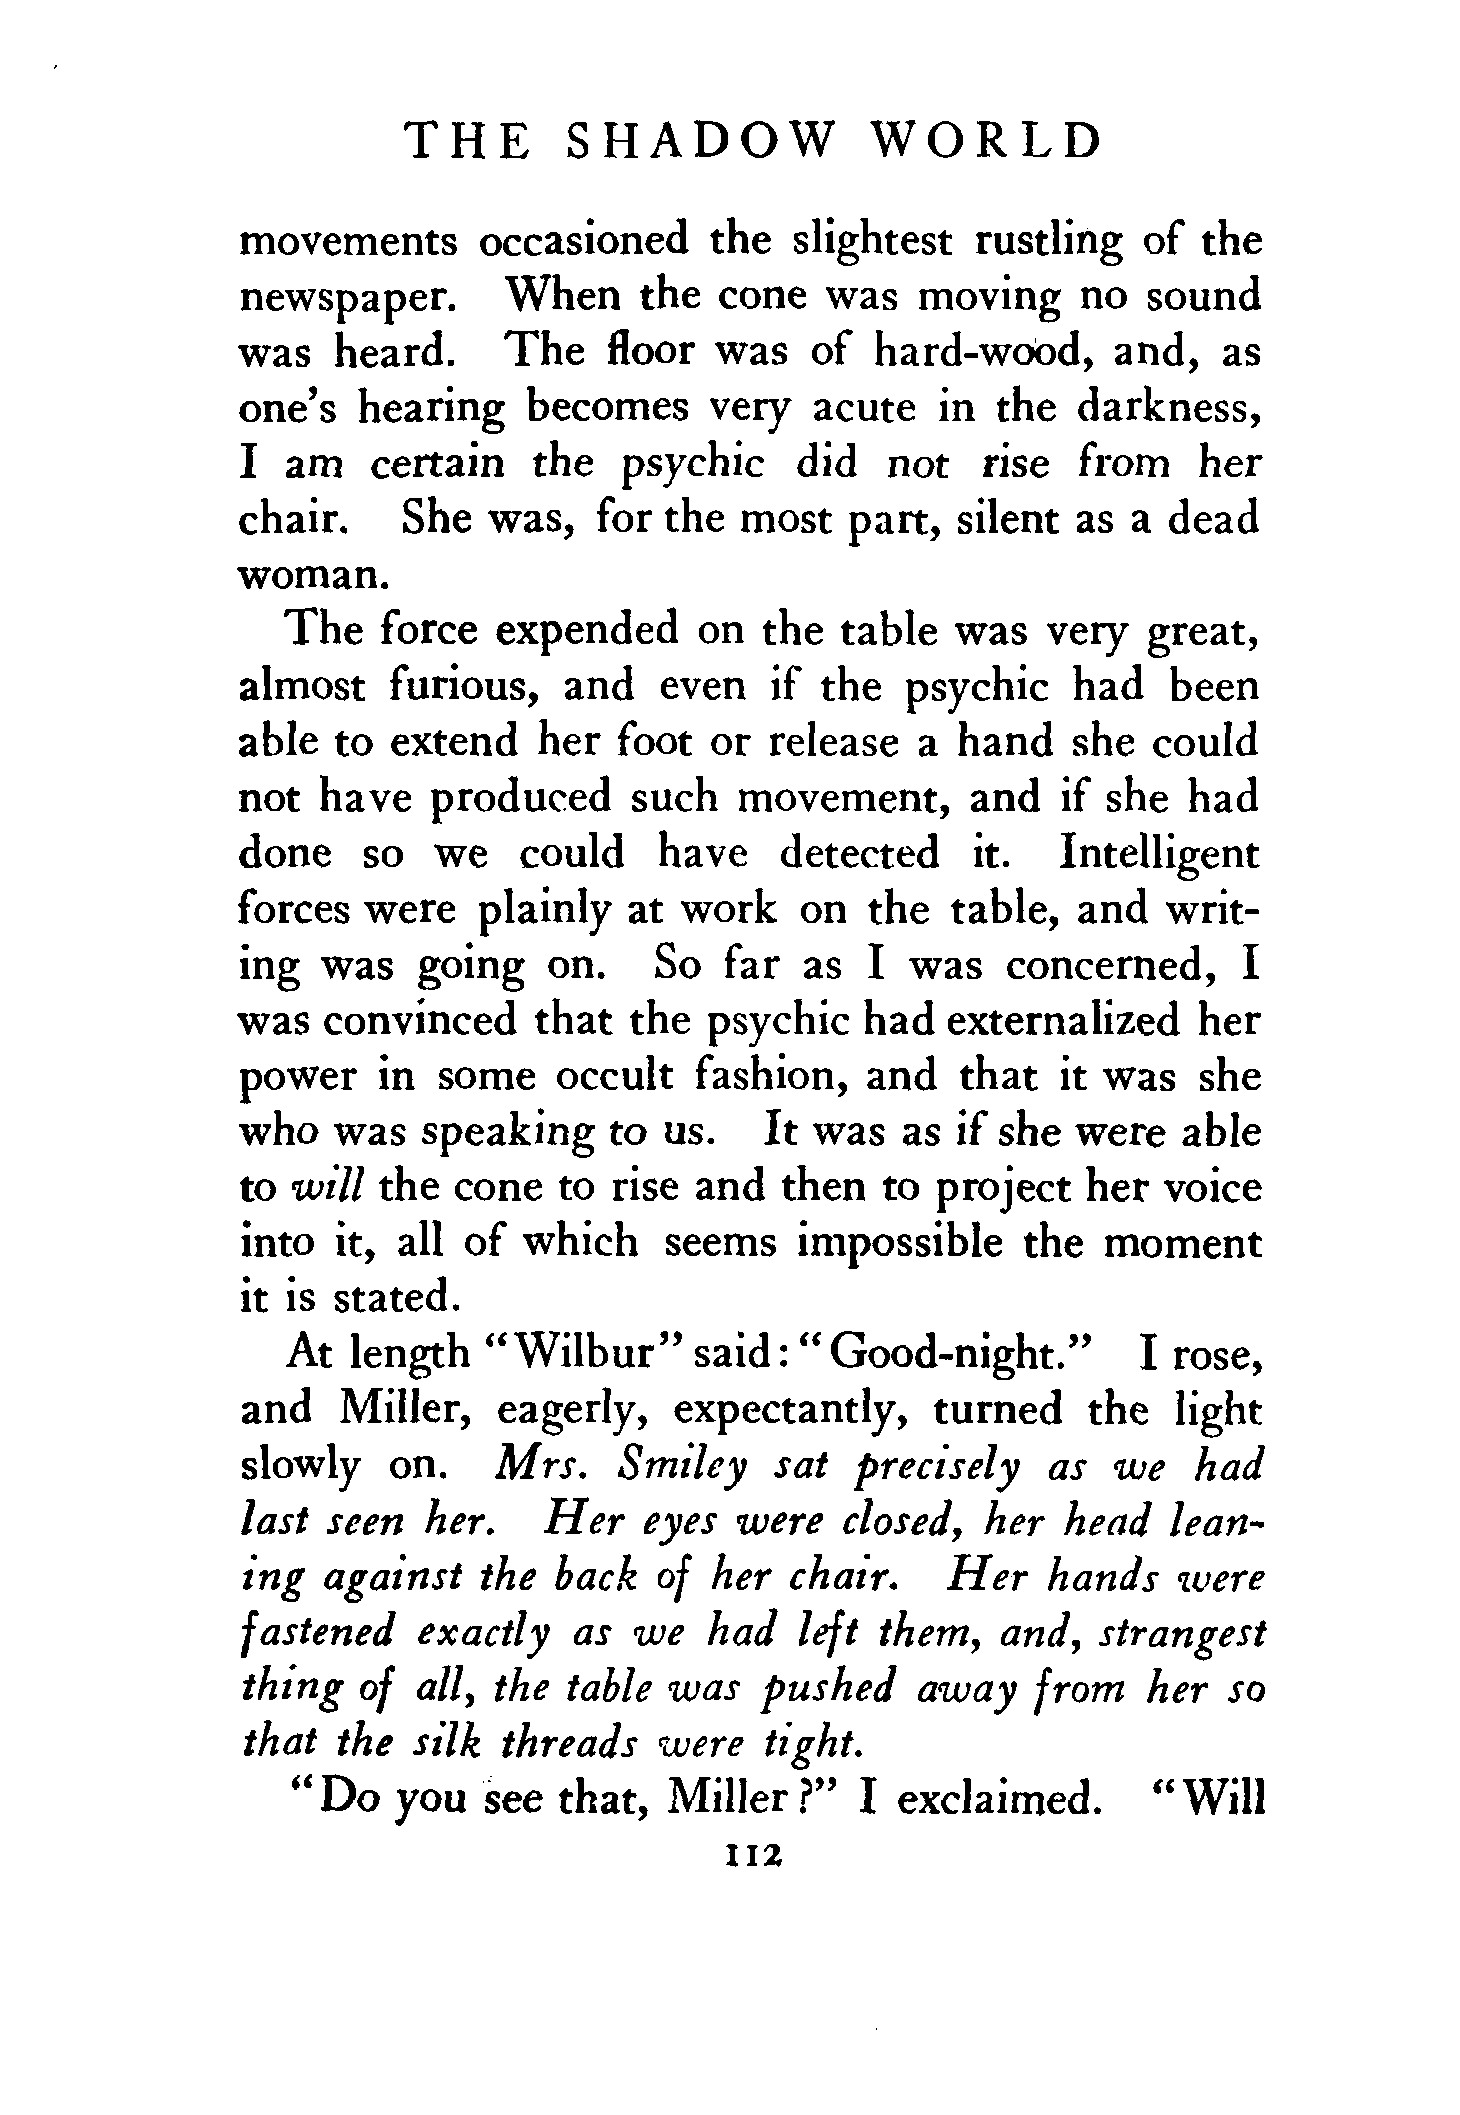 THE SHADOW WORLD
movements occasioned the slightest rustling of the
newspaper. When the cone was moving no sound
was heard. The floor was of hard-wood, and, as
one's hearing becomes very acute in the darkness,
I am certain the psychic did not rise from her
chair. She was, for the most part, silent as a dead
woman.
The force expended on the table was very great,
almost furious, and even if the psychic had been
able to extend her foot or release a hand she could
not have produced such movement, and if she had
done so we could have detected it. Intelligent
forces were plainly at work on the table, and writ-
ing was going on. So far as I was concerned, I
was convinced that the psychic had externalized her
power in some occult fashion, and that it was she
who was speaking to us. It was as if she were able
to will the cone to rise and then to project her voice
into it, all of which seems impossible the moment
it is stated.
At length "Wilbur" said: "Good-night." I rose,
and Miller, eagerly, expectantly, turned the light
slowly on. Mrs. Smiley sat precisely as we had
last seen her. Her eyes were closed, her head lean-
ing against the back of her chair. Her hands were
fastened exactly as we had left them, and, strangest
thing of all, the table was pushed away from her so
that the silk threads were tight.
"Do you see that, Miller?" I exclaimed. "Will
112